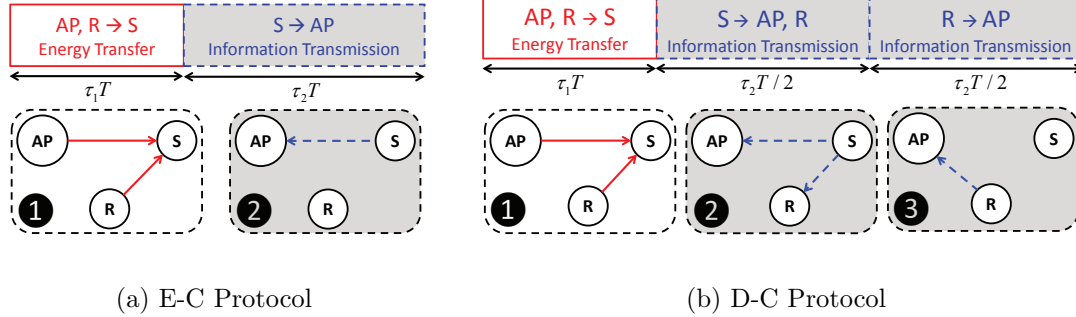 AP, R → S
Energy Transfer
S → AP
Information Transmission
τ₁T
τ₂T
AP
S
R
1
AP
S
R
2
(a) E-C Protocol
AP, R → S
Energy Transfer
S → AP, R
Information Transmission
R → AP
Information Transmission
τ₁T
τ₂T / 2
τ₂T / 2
AP
S
R
1
AP
S
R
2
AP
S
R
3
(b) D-C Protocol